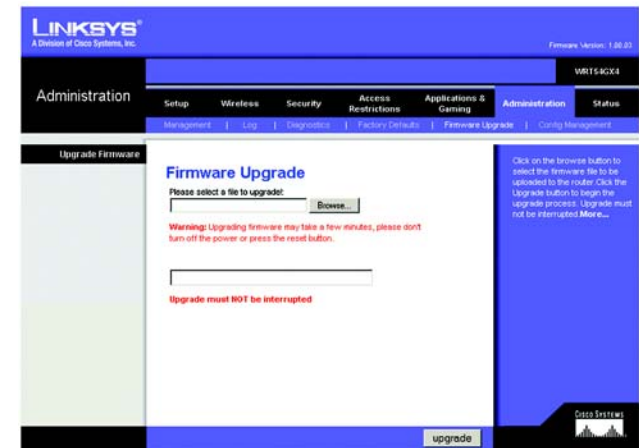 LINKSYS®
A Division of Cisco Systems, Inc.
Firmware Version: 1.00.03
WRT54GX4
Administration
Setup Wireless Security Access Restrictions Applications & Gaming Administration Status
Management | Log | Diagnostics | Factory Defaults | Firmware Upgrade | Config Management
Upgrade Firmware
Firmware Upgrade
Please select a file to upgrade:
Browse...
Warning: Upgrading firmware may take a few minutes, please don't
turn off the power or press the reset button.
Upgrade must NOT be interrupted
Click on the browse button to
select the firmware file to be
uploaded to the router.Click the
Upgrade button to begin the
upgrade process. Upgrade must
not be interrupted.More...
upgrade
CISCO SYSTEMS